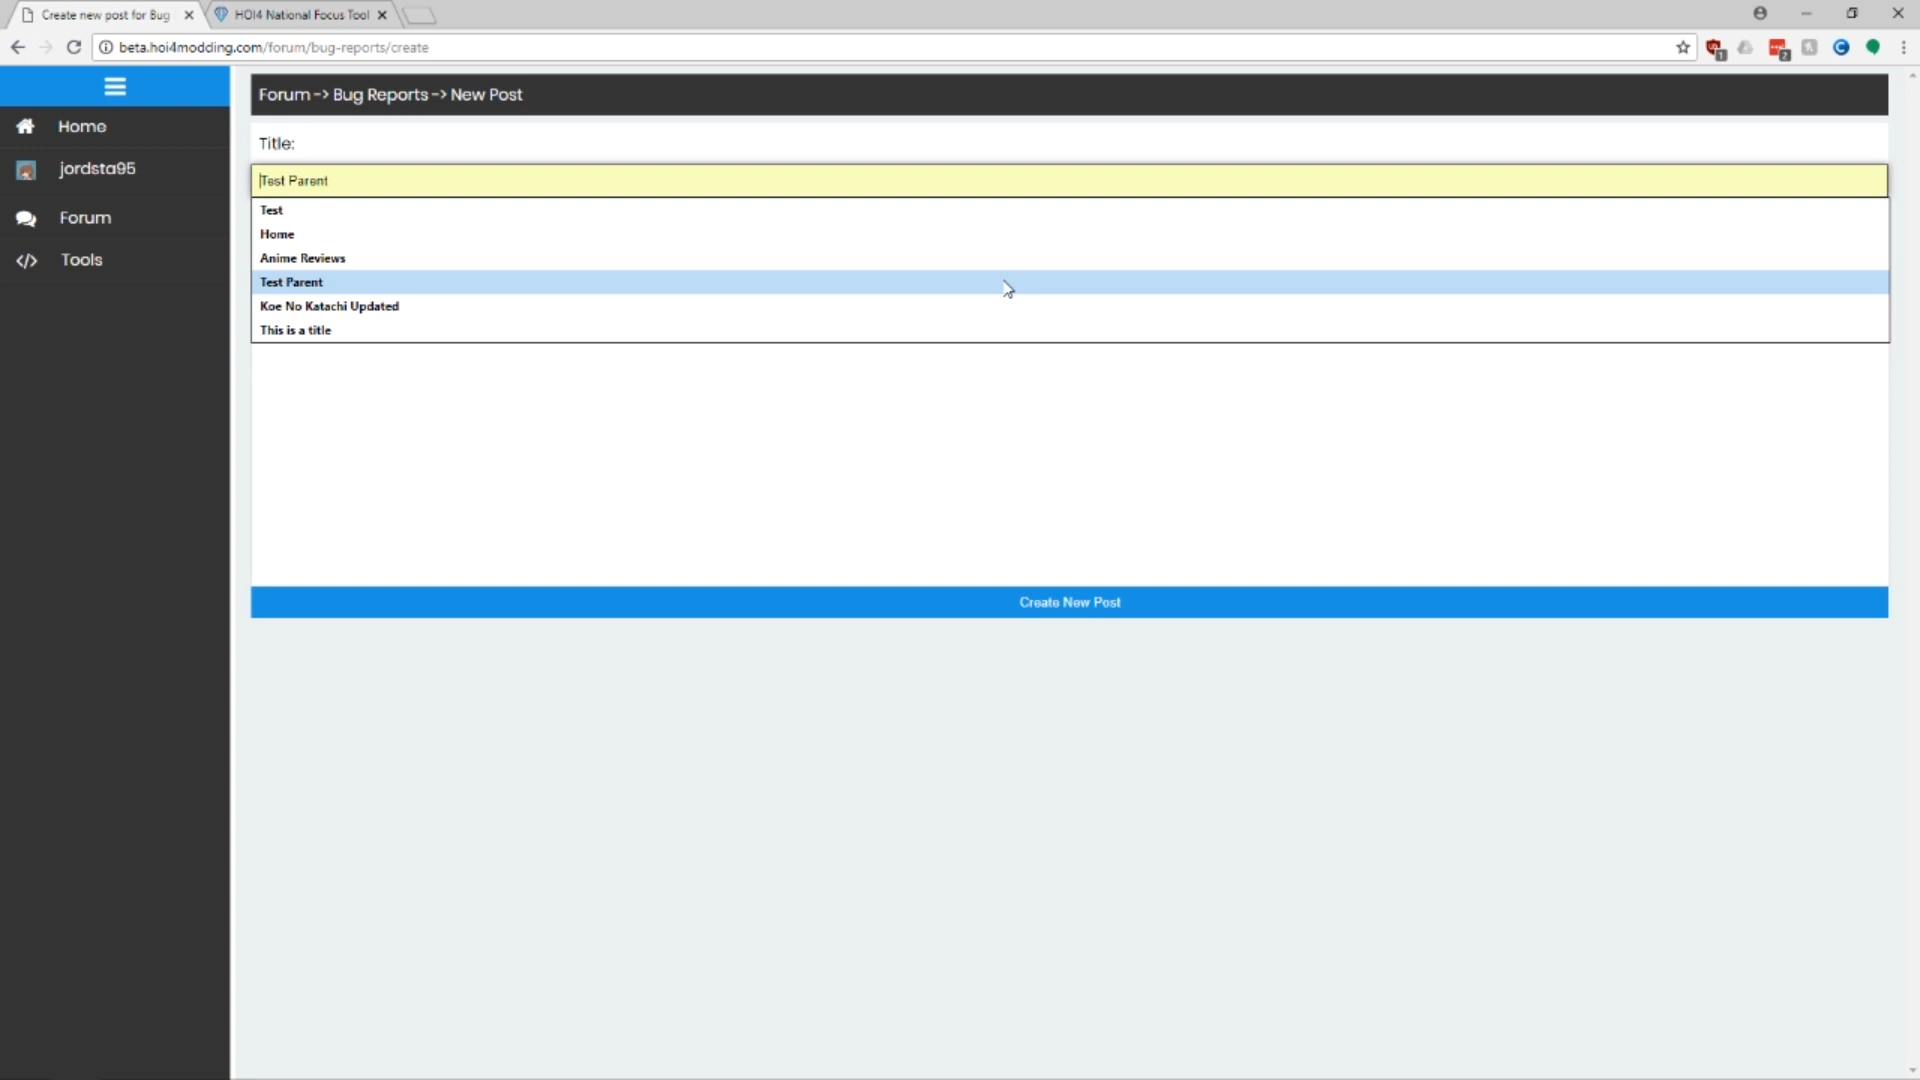 Create new post for Bug
HOI4 National Focus Tool
beta.hoi4modding.com/forum/bug-reports/create
1
2
Home
jordsta95
Forum
Tools
Forum -> Bug Reports -> New Post
Title:
Test Parent
Test
Home
Anime Reviews
Test Parent
Koe No Katachi Updated
This is a title
Create New Post